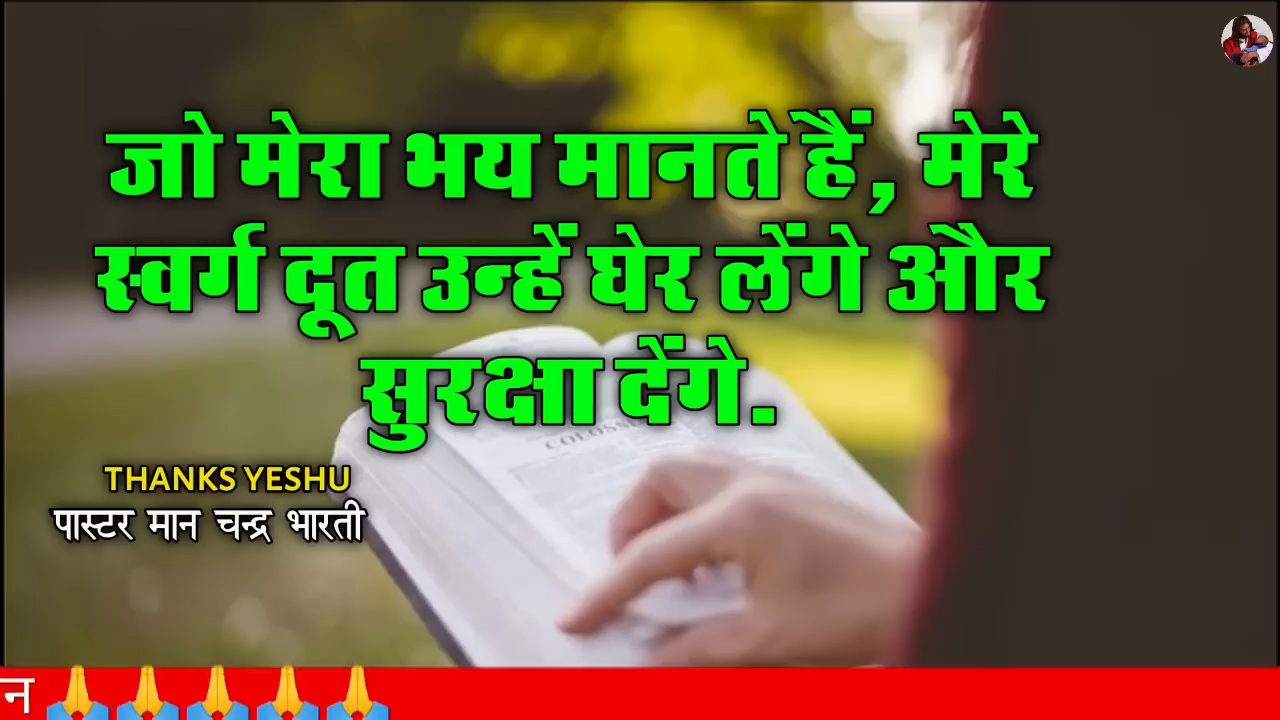 जो मेरा भय मानते हैं, मेरे
स्वर्ग दूत उन्हें घेर लेंगे और
सुरक्षा देंगे.
THANKS YESHU
पास्टर मान चन्द्र भारती
न 🙏🙏🙏🙏🙏